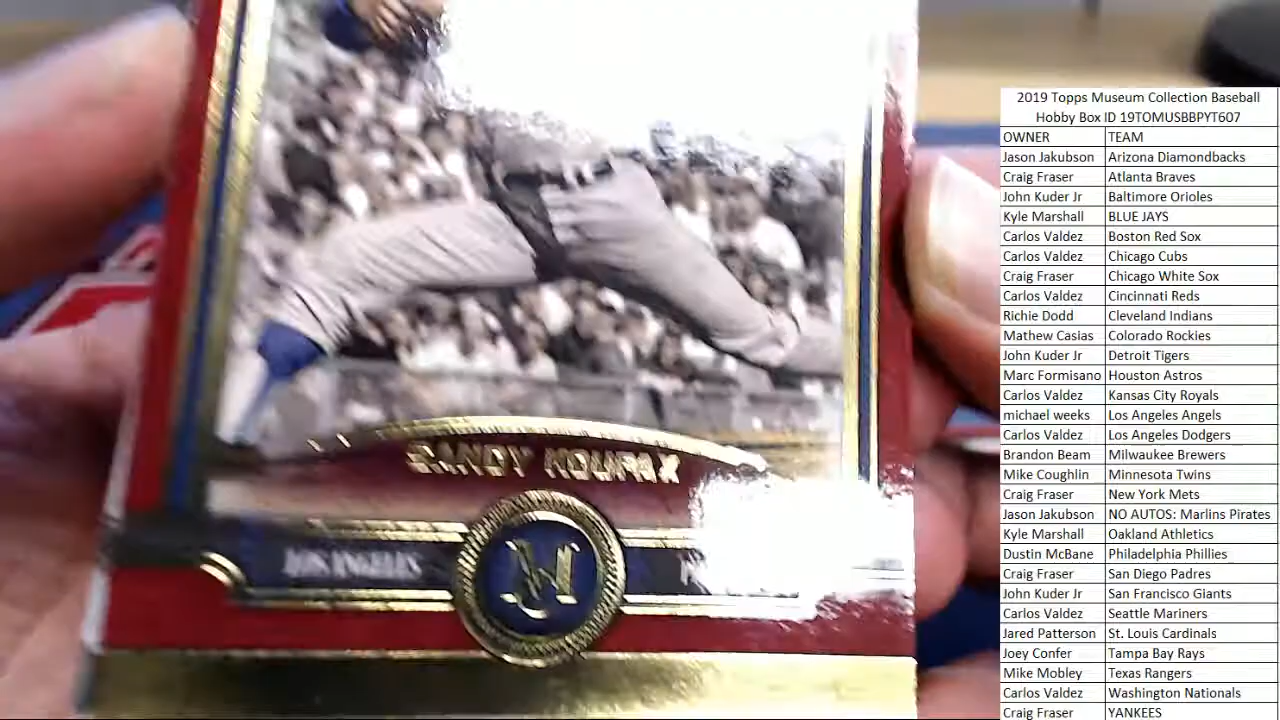 SANDY KOUFAX
LOS ANGELES
M
2019 Topps Museum Collection Baseball
Hobby Box ID 19TOMUSBBPYT607
OWNER TEAM
Jason Jakubson Arizona Diamondbacks
Craig Fraser Atlanta Braves
John Kuder Jr Baltimore Orioles
Kyle Marshall BLUE JAYS
Carlos Valdez Boston Red Sox
Carlos Valdez Chicago Cubs
Craig Fraser Chicago White Sox
Carlos Valdez Cincinnati Reds
Richie Dodd Cleveland Indians
Mathew Casias Colorado Rockies
John Kuder Jr Detroit Tigers
Marc Formisano Houston Astros
Carlos Valdez Kansas City Royals
michael weeks Los Angeles Angels
Carlos Valdez Los Angeles Dodgers
Brandon Beam Milwaukee Brewers
Mike Coughlin Minnesota Twins
Craig Fraser New York Mets
Jason Jakubson NO AUTOS: Marlins Pirates
Kyle Marshall Oakland Athletics
Dustin McBane Philadelphia Phillies
Craig Fraser San Diego Padres
John Kuder Jr San Francisco Giants
Carlos Valdez Seattle Mariners
Jared Patterson St. Louis Cardinals
Joey Confer Tampa Bay Rays
Mike Mobley Texas Rangers
Carlos Valdez Washington Nationals
Craig Fraser YANKEES